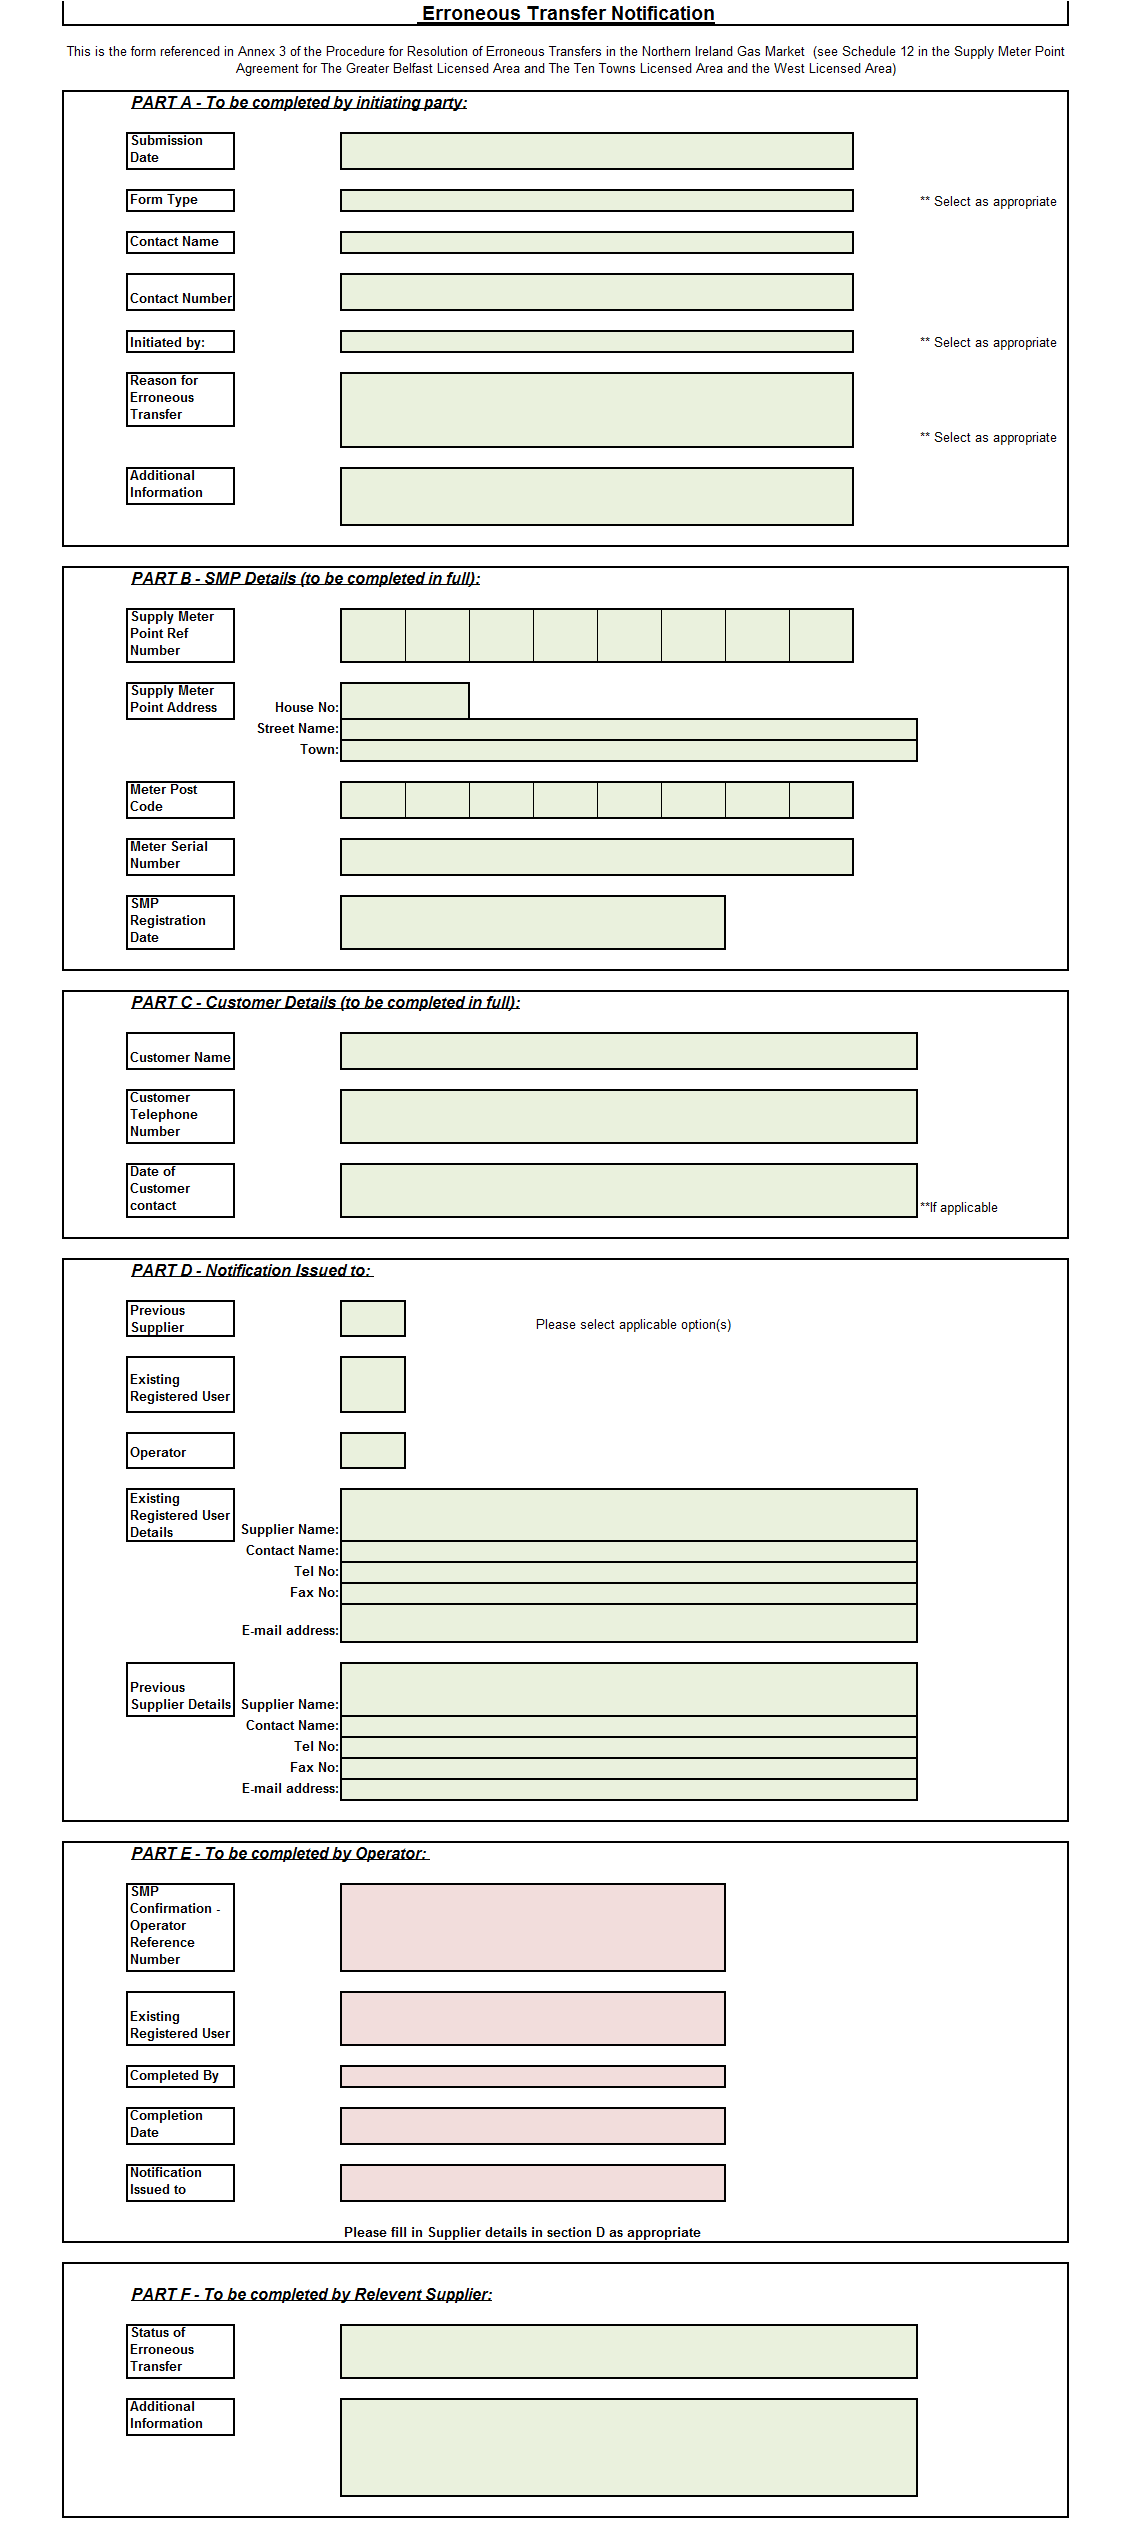 Erroneous Transfer Notification
This is the form referenced in Annex 3 of the Procedure for Resolution of Erroneous Transfers in the Northern Ireland Gas Market  (see Schedule 12 in the Supply Meter Point
Agreement for The Greater Belfast Licensed Area and The Ten Towns Licensed Area and the West Licensed Area)
PART A - To be completed by initiating party:
Submission
Date
Form Type
** Select as appropriate
Contact Name
Contact Number
Initiated by:
** Select as appropriate
Reason for
Erroneous
Transfer
** Select as appropriate
Additional
Information
PART B - SMP Details (to be completed in full):
Supply Meter
Point Ref
Number
Supply Meter
Point Address
House No:
Street Name:
Town:
Meter Post
Code
Meter Serial
Number
SMP
Registration
Date
PART C - Customer Details (to be completed in full):
Customer Name
Customer
Telephone
Number
Date of
Customer
contact
**If applicable
PART D - Notification Issued to:
Previous
Supplier
Please select applicable option(s)
Existing
Registered User
Operator
Existing
Registered User
Details
Supplier Name:
Contact Name:
Tel No:
Fax No:
E-mail address:
Previous
Supplier Details
Supplier Name:
Contact Name:
Tel No:
Fax No:
E-mail address:
PART E - To be completed by Operator:
SMP
Confirmation -
Operator
Reference
Number
Existing
Registered User
Completed By
Completion
Date
Notification
Issued to
Please fill in Supplier details in section D as appropriate
PART F - To be completed by Relevent Supplier:
Status of
Erroneous
Transfer
Additional
Information